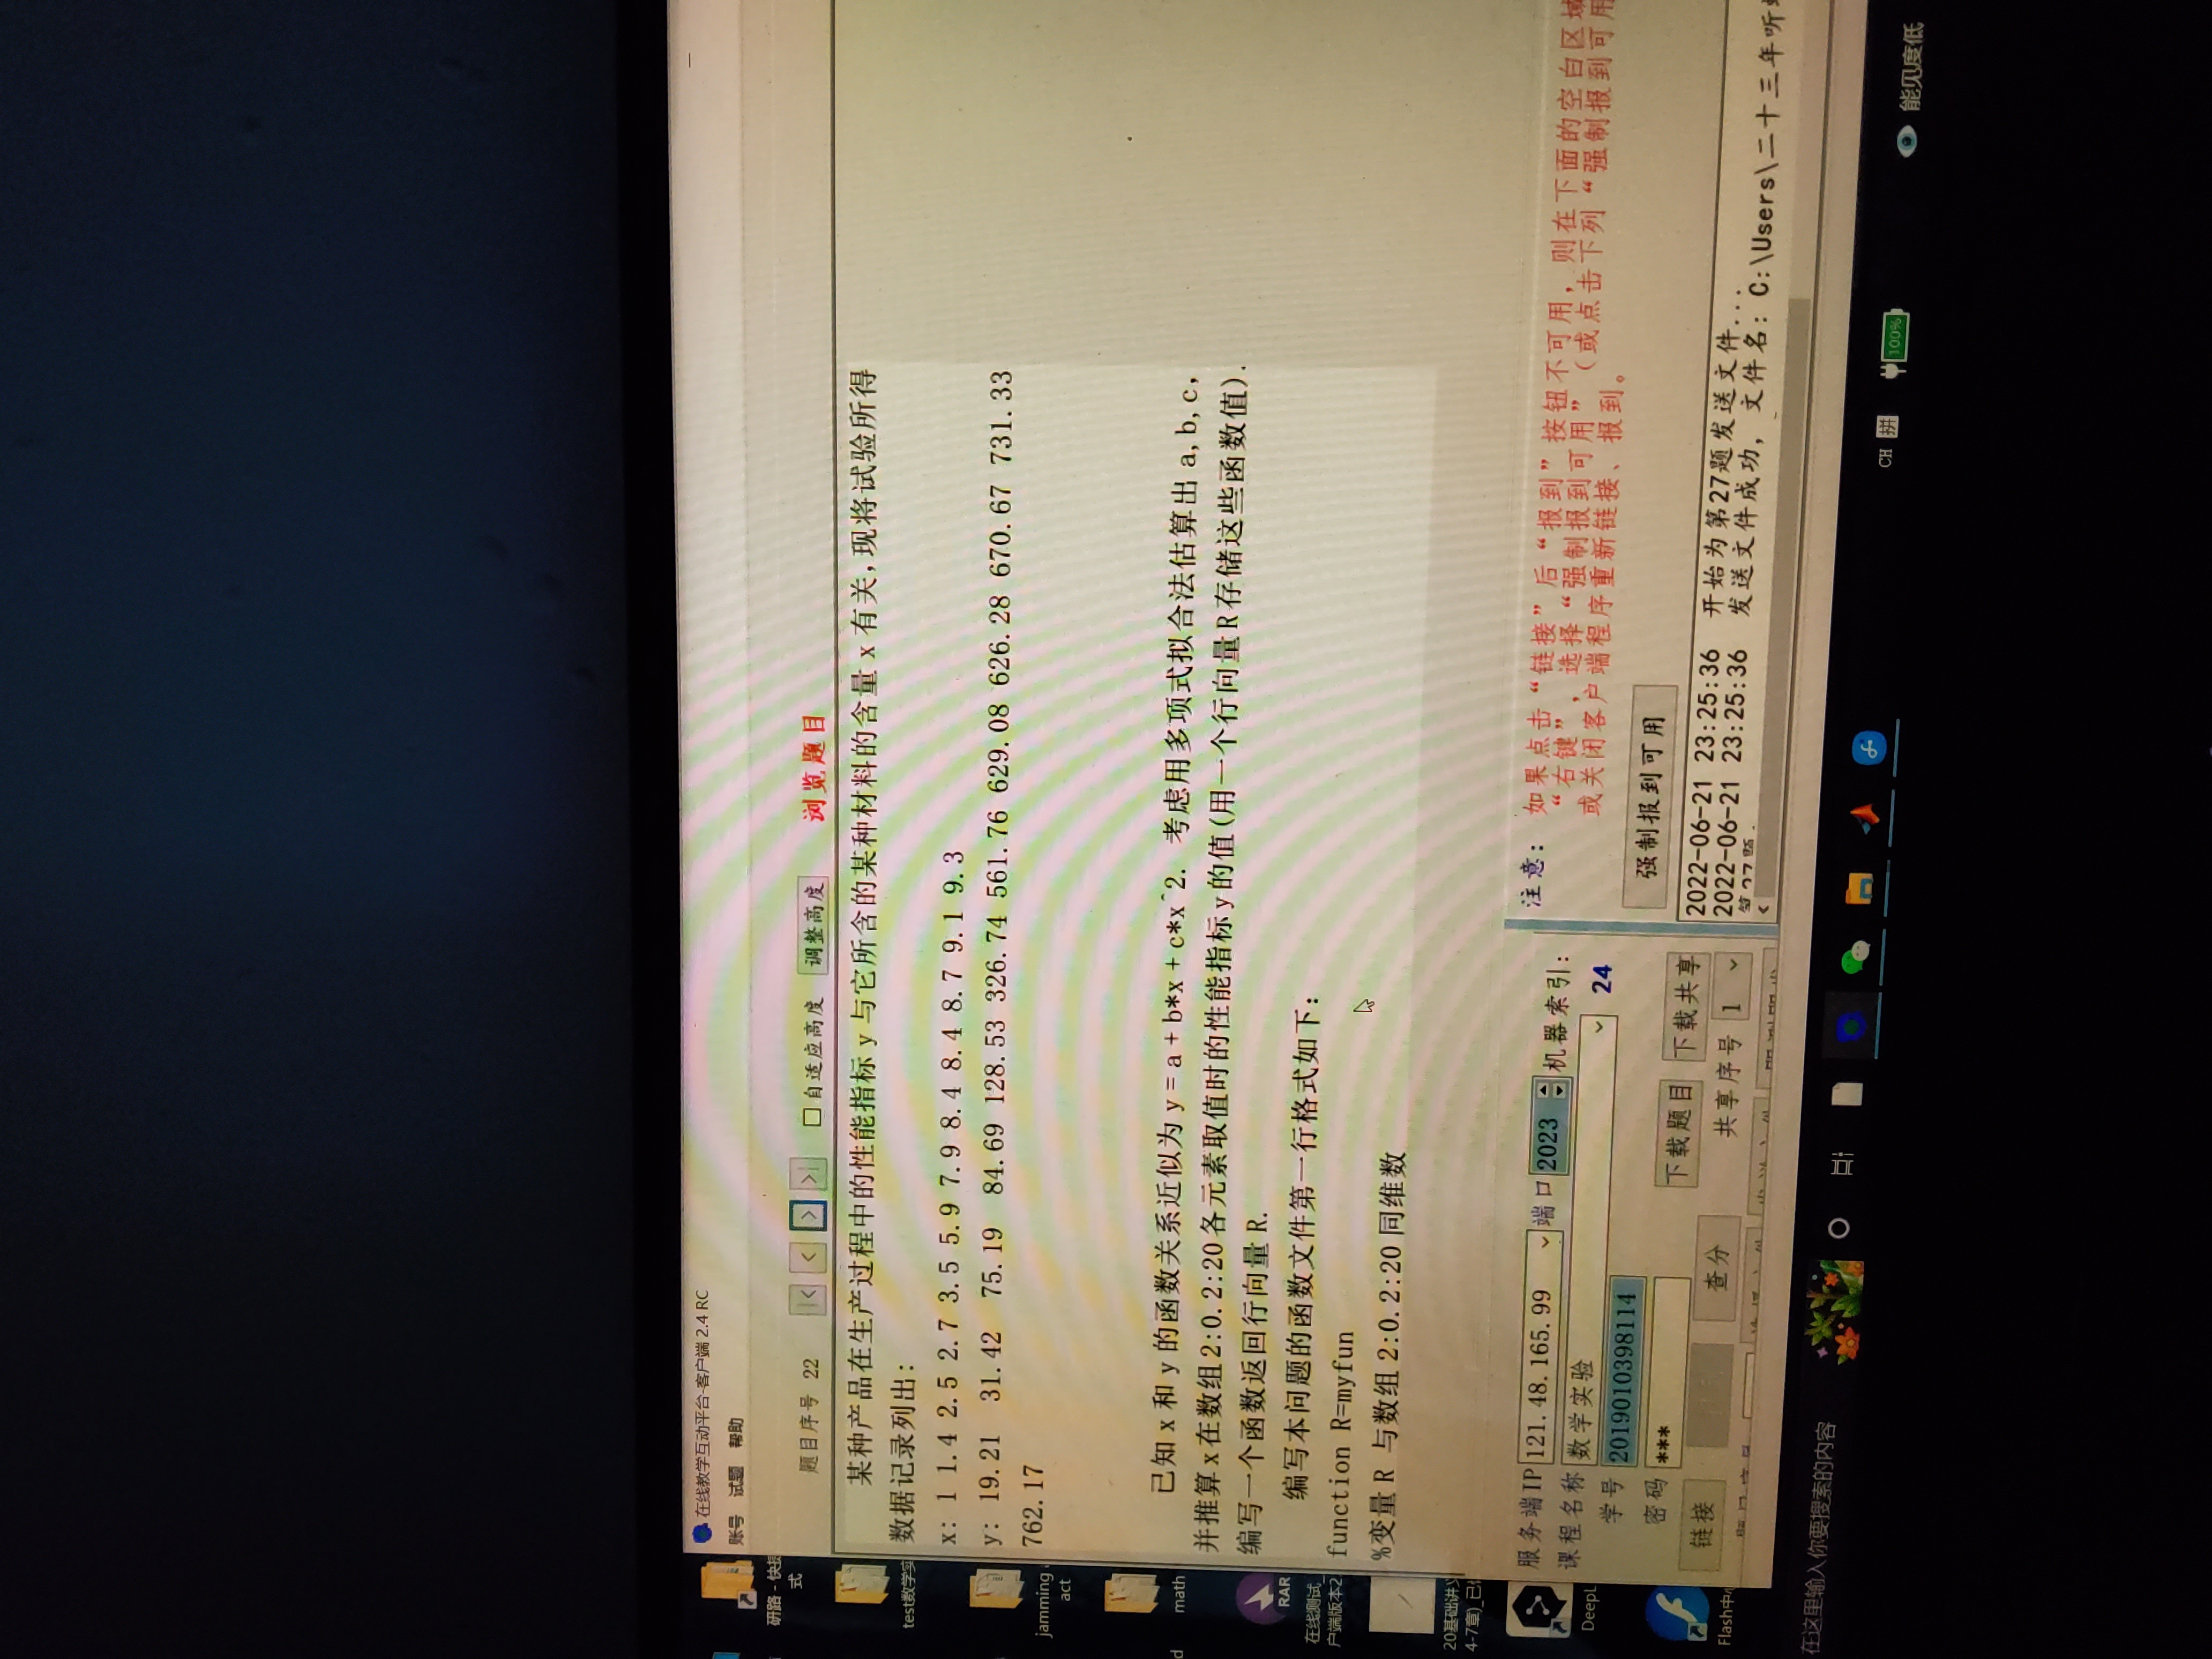 在线教学互动平台-客户端 2.4 RC
账号 试题 帮助
研路 - 快捷
式
题目序号 22 |< < > >| 自适应高度 调整高度 浏览题目
某种产品在生产过程中的性能指标 y 与它所含的某种材料的含量 x 有关,现将试验所得
数据记录列出:
test数学实
x: 1 1.4 2.5 2.7 3.5 5.9 7.9 8.4 8.4 8.7 9.1 9.3
y: 19.21 31.42 75.19 84.69 128.53 326.74 561.76 629.08 626.28 670.67 731.33
762.17
jamming
act
已知 x 和 y 的函数关系近似为 y = a + b*x + c*x^2. 考虑用多项式拟合法估算出 a,b,c,
math
并推算x在数组2:0.2:20各元素取值时的性能指标y的值(用一个行向量R存储这些函数值).
编写一个函数返回行向量 R.
RAR
在线测试_
户端版本2.
编写本问题的函数文件第一行格式如下:
function R=myfun
%变量 R 与数组 2:0.2:20 同维数
20基础讲义
4-7章)_已
服务端IP 121.48.165.99 端口 2023 机器索引:
课程名称 数学实验 24
学号 2019010398114
密码 ***
下载题目 下载共享
链接 查分 共享序号 1
DeepL
Flash中心
注意: 如果点击“链接”后“报到”按钮不可用, 则在下面的空白区域
“右键”, 选择“强制报到可用” (或点击下列“强制报到可用
或关闭客户端程序重新链接、报到。
强制报到可用
2022-06-21 23:25:36 开始为第27题发送文件...
2022-06-21 23:25:36 发送文件成功, 文件名: C:\Users\二十三年听
第27题.
在这里输入你要搜索的内容
CH 拼 100% 能见度低